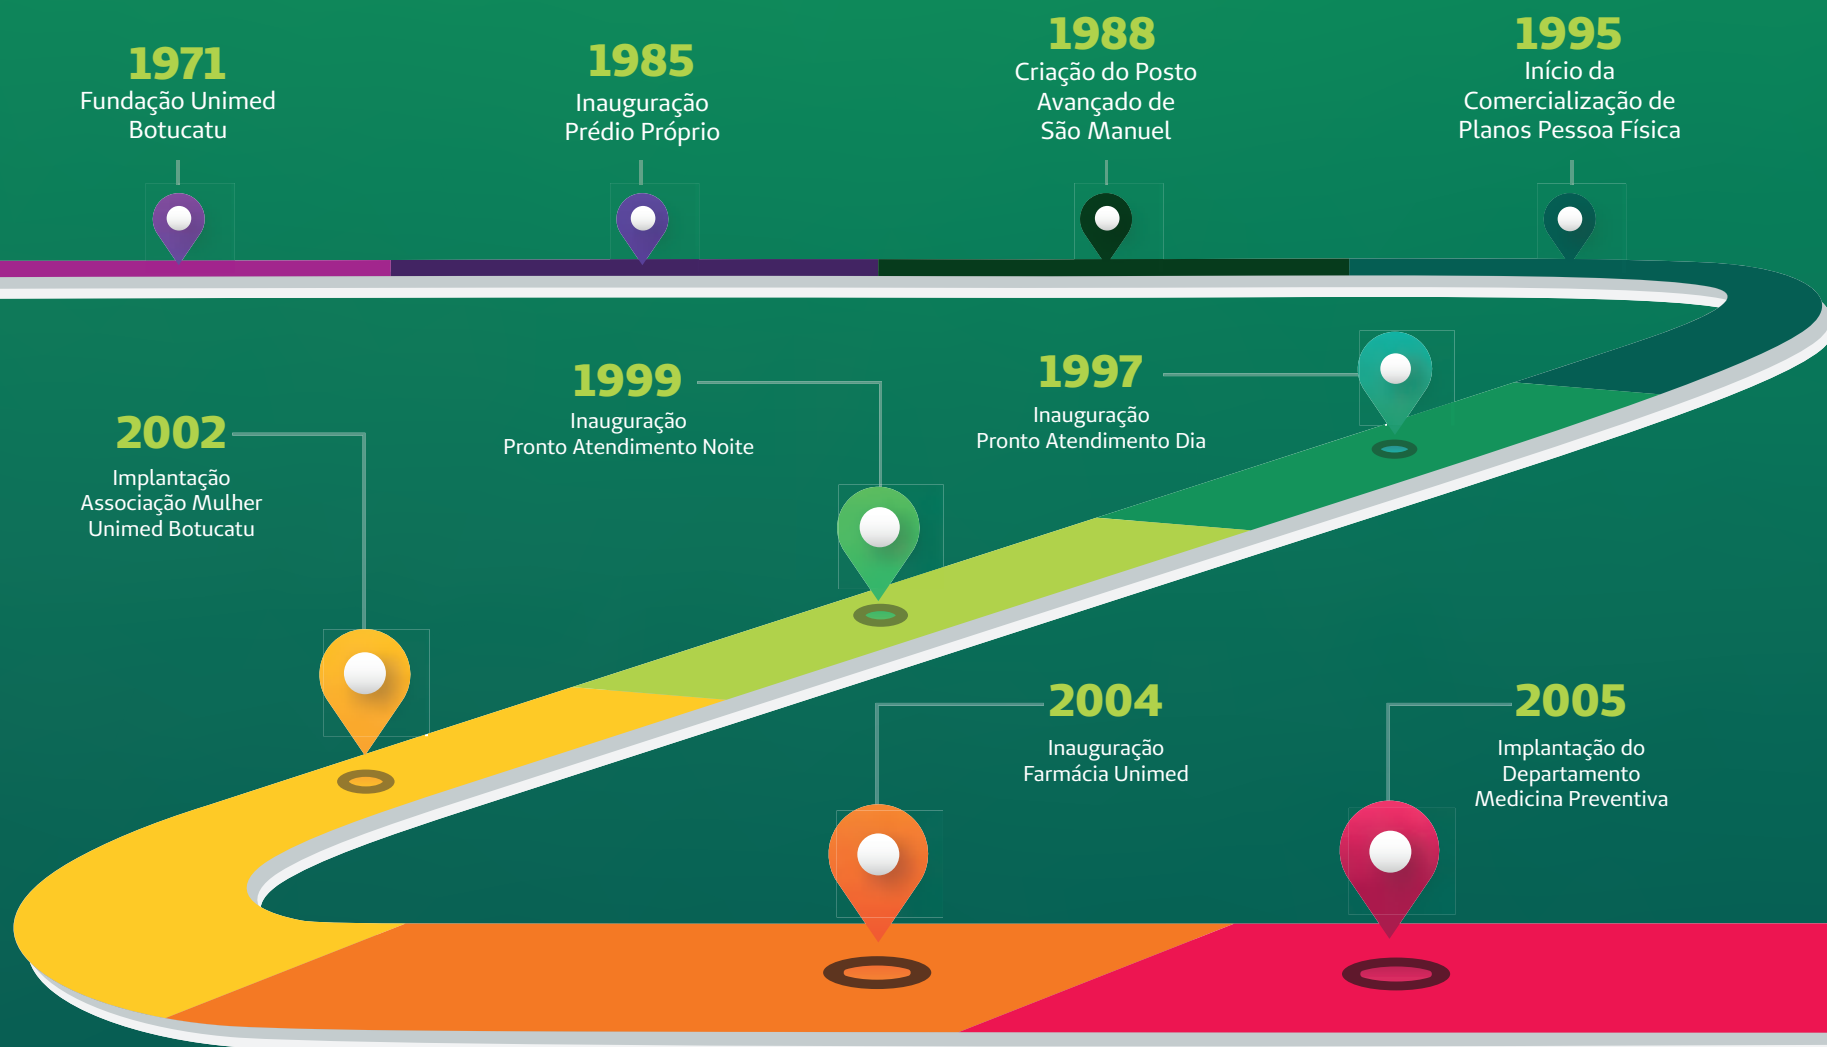 1971
Fundação Unimed
Botucatu
1985
Inauguração
Prédio Próprio
1988
Criação do Posto
Avançado de
São Manuel
1995
Início da
Comercialização de
Planos Pessoa Física
1997
Inauguração
Pronto Atendimento Dia
1999
Inauguração
Pronto Atendimento Noite
2002
Implantação
Associação Mulher
Unimed Botucatu
2004
Inauguração
Farmácia Unimed
2005
Implantação do
Departamento
Medicina Preventiva